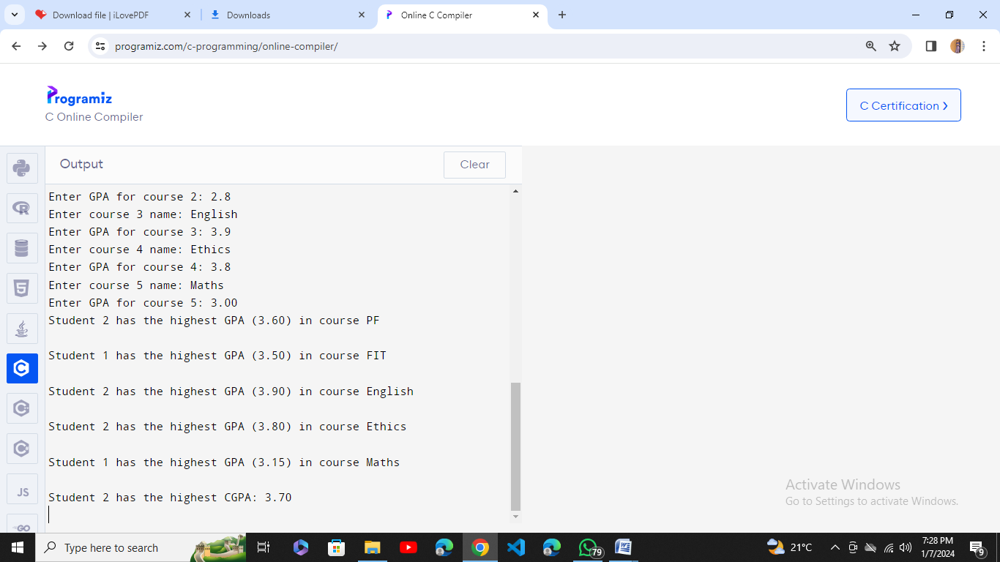 Download file | iLovePDF
Downloads
Online C Compiler
programiz.com/c-programming/online-compiler/
Programiz
C Online Compiler
C Certification
Output
Clear
Enter GPA for course 2: 2.8
Enter course 3 name: English
Enter GPA for course 3: 3.9
Enter course 4 name: Ethics
Enter GPA for course 4: 3.8
Enter course 5 name: Maths
Enter GPA for course 5: 3.00
Student 2 has the highest GPA (3.60) in course PF
Student 1 has the highest GPA (3.50) in course FIT
Student 2 has the highest GPA (3.90) in course English
Student 2 has the highest GPA (3.80) in course Ethics
Student 1 has the highest GPA (3.15) in course Maths
Student 2 has the highest CGPA: 3.70
JS
GO
Activate Windows
Go to Settings to activate Windows.
Type here to search
79
21°C
7:28 PM
1/7/2024
9